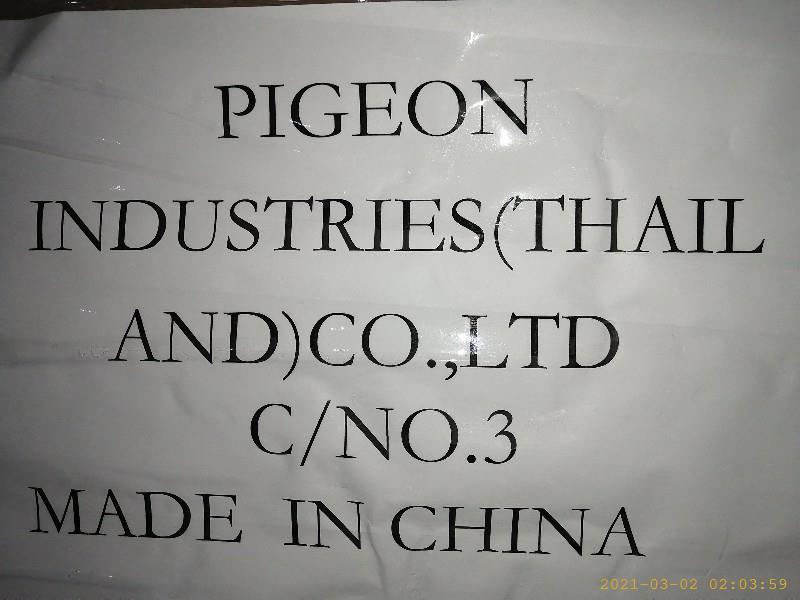 PIGEON
INDUSTRIES(THAIL
AND)CO.,LTD
C/NO.3
MADE IN CHINA
2021-03-02 02:03:59